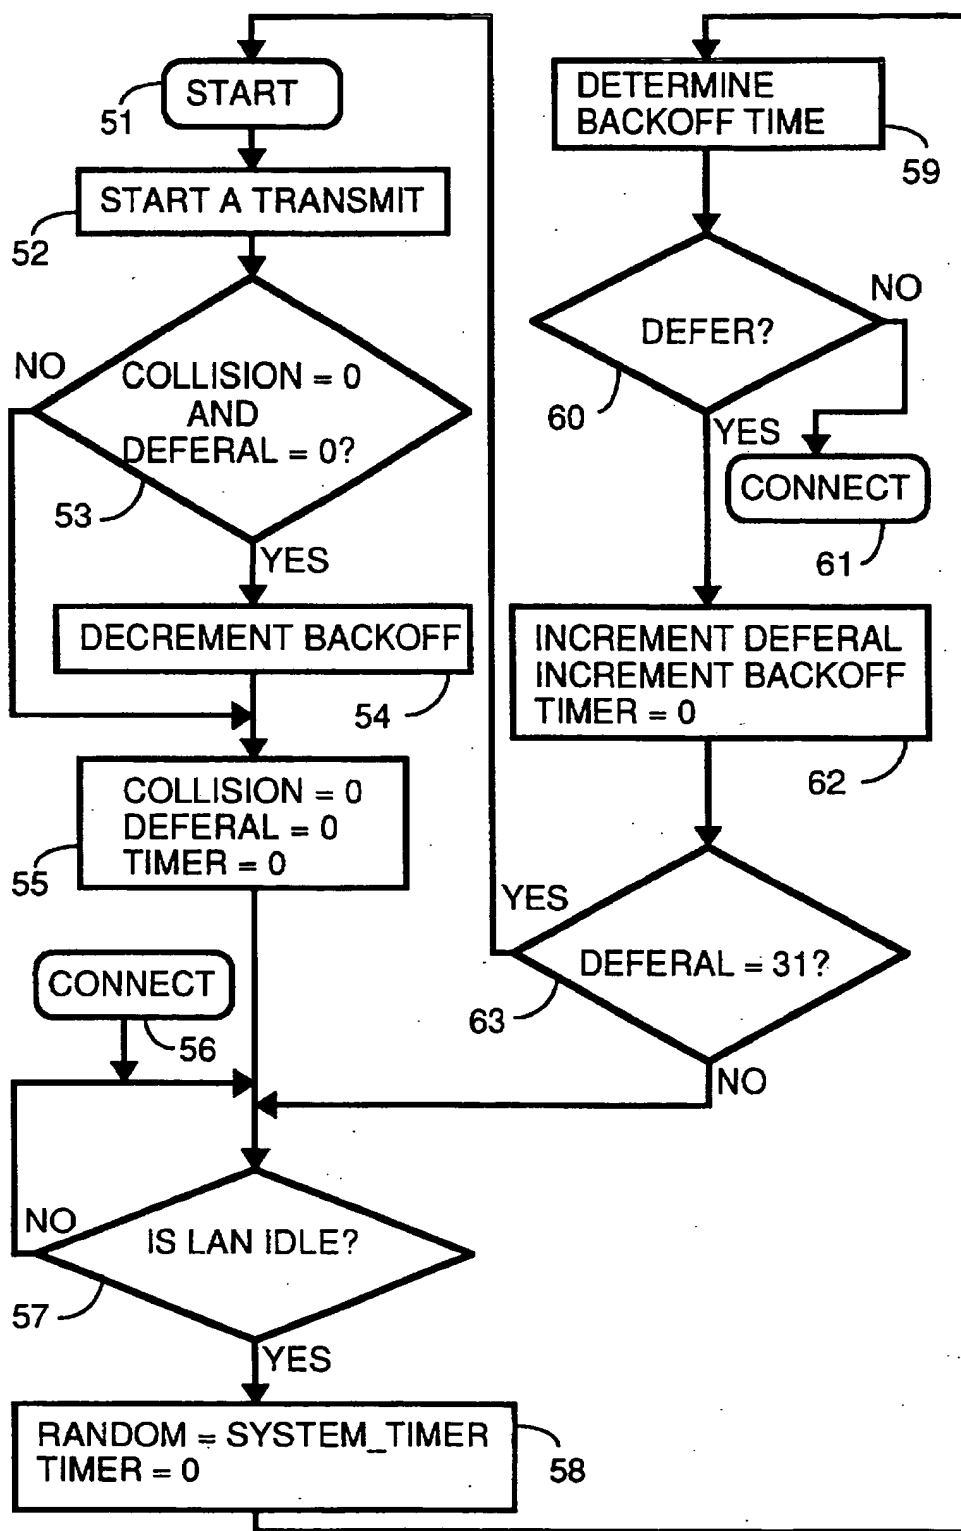 START
51
START A TRANSMIT
52
NO
COLLISION = 0
AND
DEFERAL = 0?
53
YES
DECREMENT BACKOFF
54
COLLISION = 0
DEFERAL = 0
TIMER = 0
55
CONNECT
56
NO
IS LAN IDLE?
57
YES
RANDOM = SYSTEM_TIMER
TIMER = 0
58
DETERMINE
BACKOFF TIME
59
NO
DEFER?
60
YES
CONNECT
61
INCREMENT DEFERAL
INCREMENT BACKOFF
TIMER = 0
62
YES
DEFERAL = 31?
63
NO